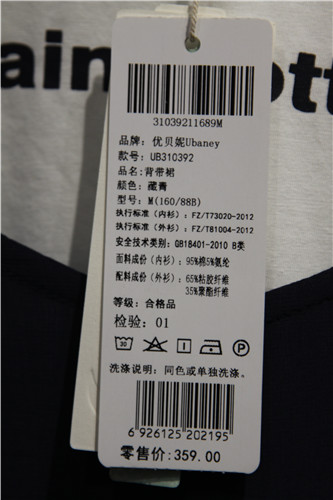 ain
ott
31039211689M
品牌: 优贝妮Ubaney
款号: UB310392
品名:背带裙
颜色: 藏青
型号: M(160/88B)
执行标准(内衫): FZ/T73020-2012
执行标准(外衫): FZ/T81004-2012
安全技术类别: GB18401-2010 B类
面料成份(内衫): 95%棉5%氨纶
配料成份(外衫): 65%粘胶纤维
35%聚酯纤维
等级: 合格品
检验: 01
30
P
洗涤说明: 同色或单独洗涤。
6 926125 202195
零售价:359.00